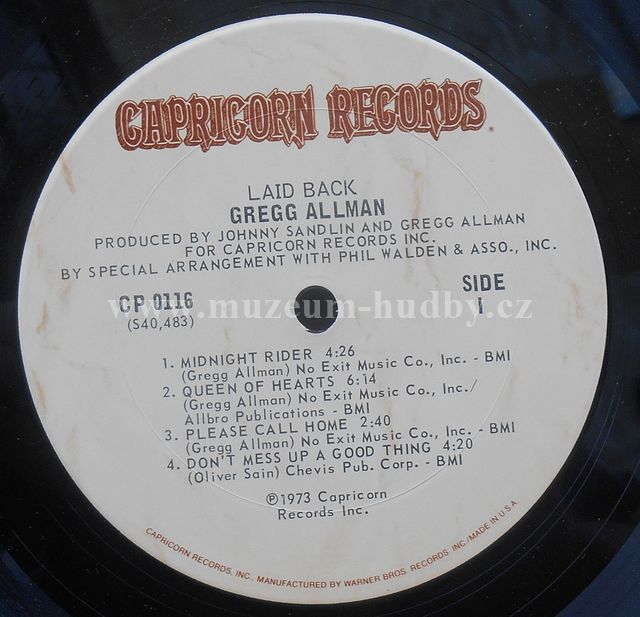 CAPRICORN RECORDS.
LAID BACK
GREGG ALLMAN
PRODUCED BY JOHNNY SANDLIN AND GREGG ALLMAN
FOR CAPRICORN RECORDS INC.
BY SPECIAL ARRANGEMENT WITH PHIL WALDEN & ASSO., INC.
CP 0116
(S40,483)
SIDE
1
www.muzeum-hudby.cz
1. MIDNIGHT RIDER 4:26
(Gregg Allman) No Exit Music Co., Inc. - BMI
2. QUEEN OF HEARTS 6:14
(Gregg Allman) No Exit Music Co., Inc./
Allbro Publications - BMI
3. PLEASE CALL HOME 2:40
(Gregg Allman) No Exit Music Co., Inc. - BMI
4. DON'T MESS UP A GOOD THING 4:20
(Oliver Sain) Chevis Pub. Corp. - BMI
℗1973 Capricorn
Records Inc.
CAPRICORN RECORDS, INC., MANUFACTURED BY WARNER BROS. RECORDS INC./MADE IN U.S.A.